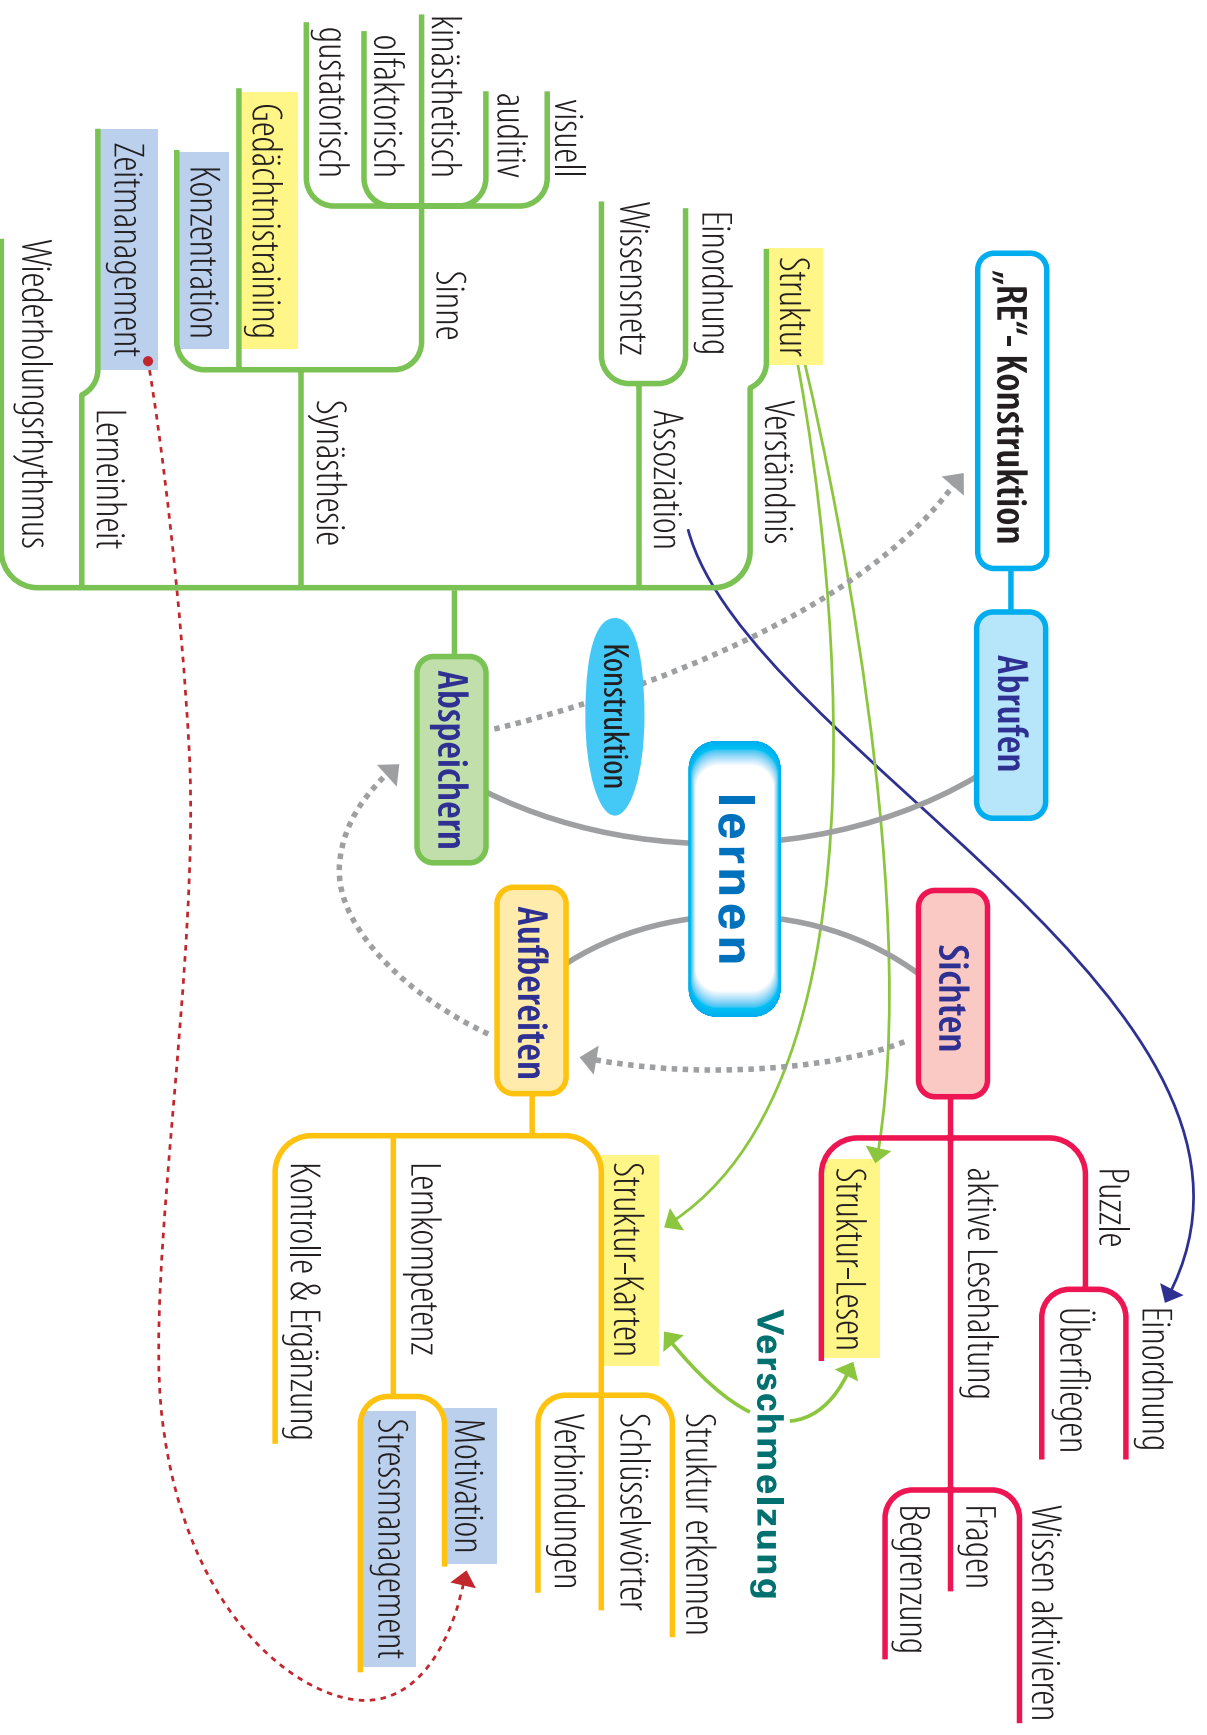 lernen
Sichten
Puzzle
Einordnung
Überfliegen
aktive Lesehaltung
Wissen aktivieren
Fragen
Begrenzung
Struktur-Lesen
Verschmelzung
Aufbereiten
Struktur-Karten
Struktur erkennen
Schlüsselwörter
Verbindungen
Lernkompetenz
Motivation
Stressmanagement
Kontrolle & Ergänzung
Abspeichern
Verständnis
Struktur
Assoziation
Einordnung
Wissensnetz
Synästhesie
Sinne
visuell
auditiv
kinästhetisch
olfaktorisch
gustatorisch
Gedächtnistraining
Konzentration
Lerneinheit
Zeitmanagement
Wiederholungsrhythmus
Konstruktion
Abrufen
„RE“- Konstruktion